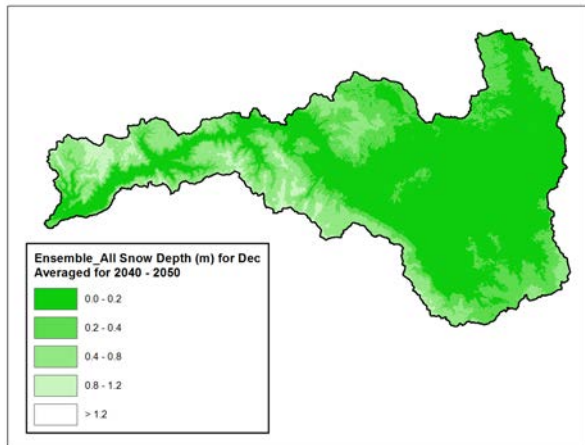 Ensemble_All Snow Depth (m) for Dec
Averaged for 2040 - 2050
0.0 - 0.2
0.2 - 0.4
0.4 - 0.8
0.8 - 1.2
> 1.2